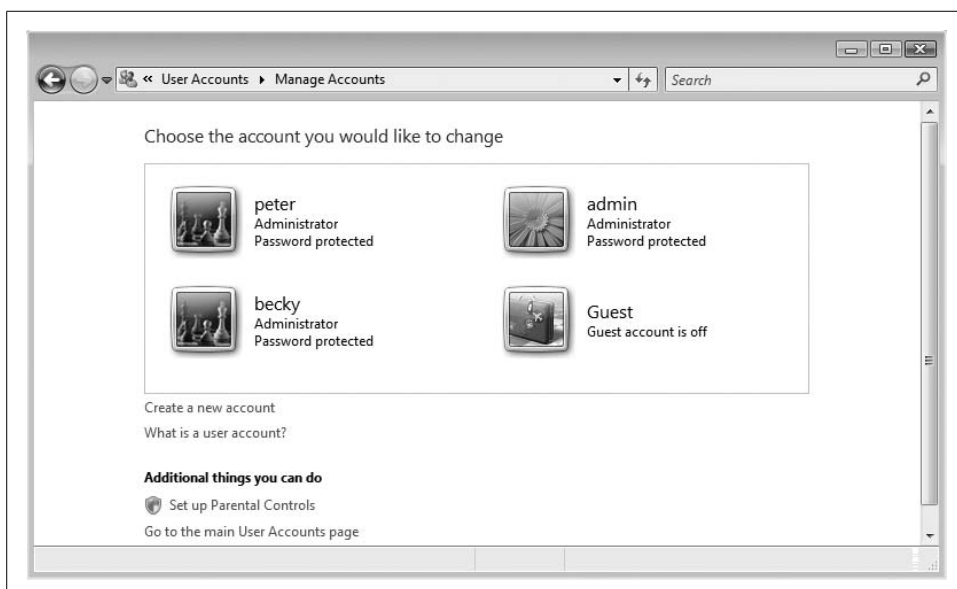 « User Accounts ▸ Manage Accounts
Search
Choose the account you would like to change
peter
Administrator
Password protected
admin
Administrator
Password protected
becky
Administrator
Password protected
Guest
Guest account is off
Create a new account
What is a user account?
Additional things you can do
Set up Parental Controls
Go to the main User Accounts page